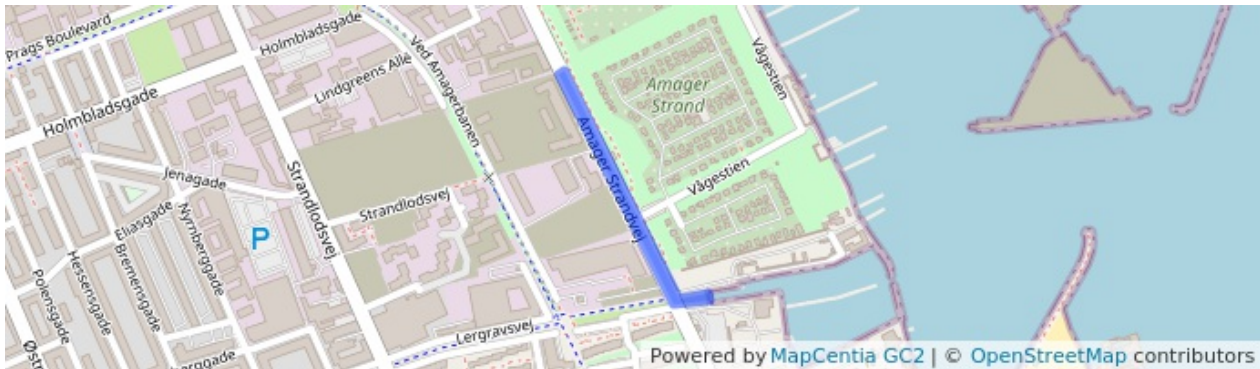 Prags Boulevard
Holmbladsgade
Lindgreens Allé
Ved Amagerbanen
Vågestien
Amager
Strand
Holmbladsgade
Amager Strandvej
Jenagade
Strandlodsvej
Vågestien
Strandlodsvej
Eliasgade
Nyrnberggade
P
Bremensgade
Hessensgade
Polensgade
Lergravsvej
Powered by MapCentia GC2 | © OpenStreetMap contributors